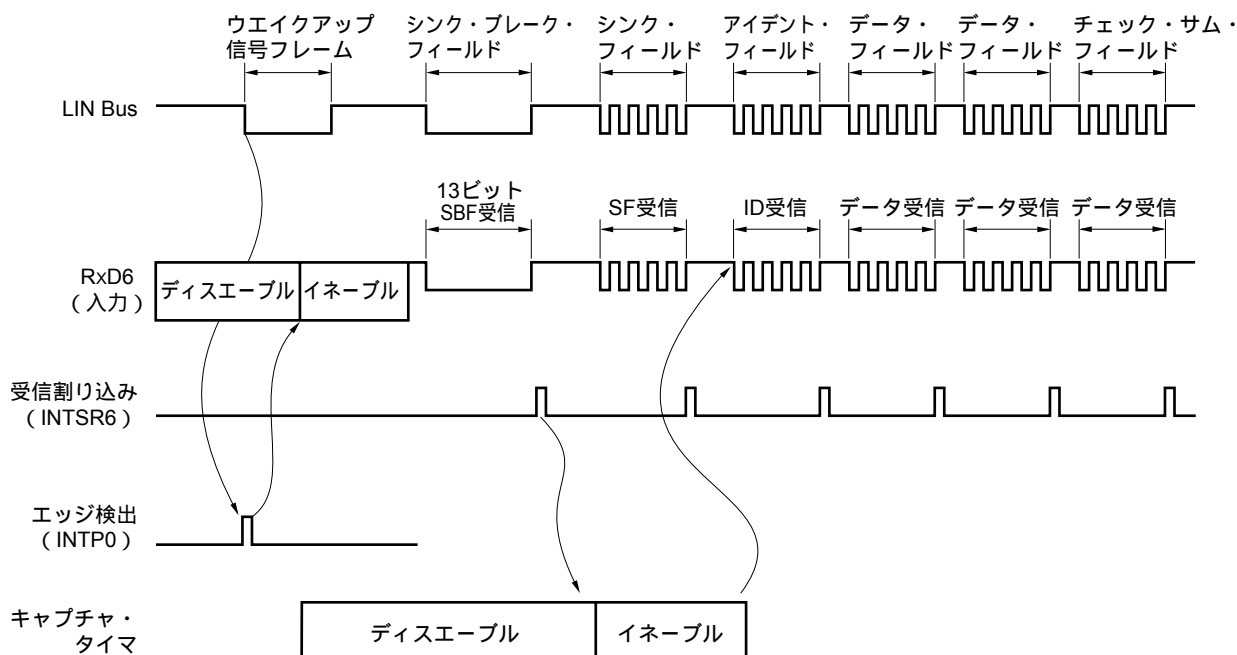 ウエイクアップ
信号フレーム
シンク・ブレーク・
フィールド
シンク・
フィールド
アイデント・
フィールド
データ・
フィールド
データ・
フィールド
チェック・サム・
フィールド
LIN Bus
13ビット
SBF受信
SF受信
ID受信
データ受信
データ受信
データ受信
RxD6
（入力）
ディスエーブル
イネーブル
受信割り込み
（INTSR6）
エッジ検出
（INTP0）
キャプチャ・
タイマ
ディスエーブル
イネーブル